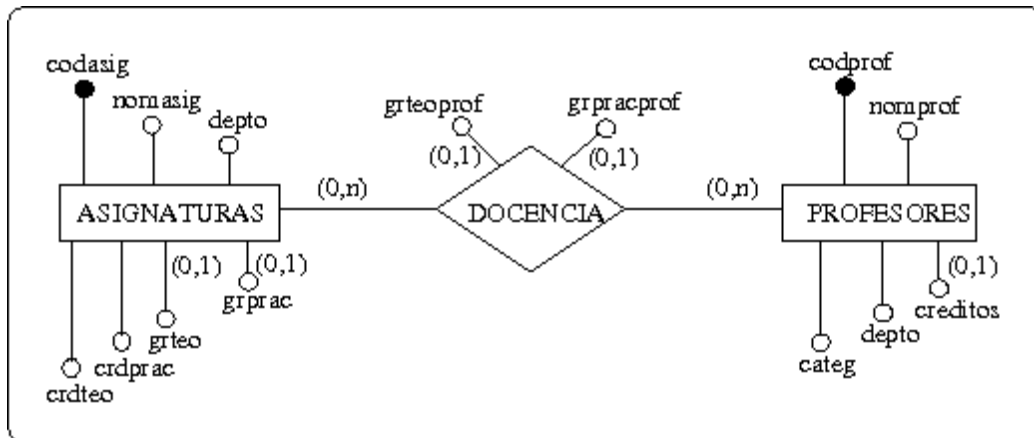 codasig
nomasig
depto
grteoprof
grpracprof
codprof
nomprof
(0,1)
(0,1)
(0,n)
(0,n)
ASIGNATURAS
DOCENCIA
PROFESORES
(0,1)
(0,1)
(0,1)
grprac
creditos
grteo
depto
crdprac
categ
crdteo